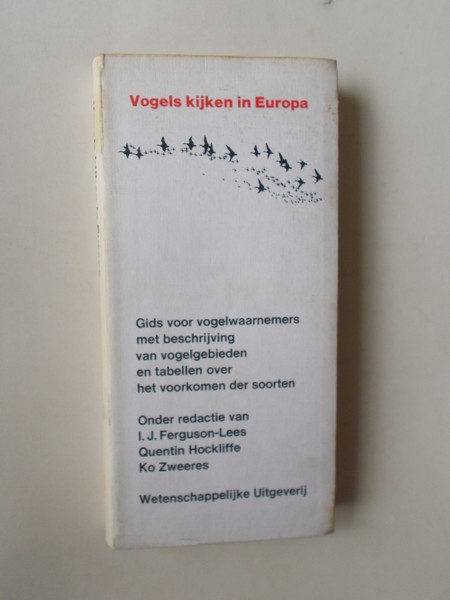 Vogels kijken in Europa
Gids voor vogelwaarnemers
met beschrijving
van vogelgebieden
en tabellen over
het voorkomen der soorten
Onder redactie van
I. J. Ferguson-Lees
Quentin Hockliffe
Ko Zweeres
Wetenschappelijke Uitgeverij